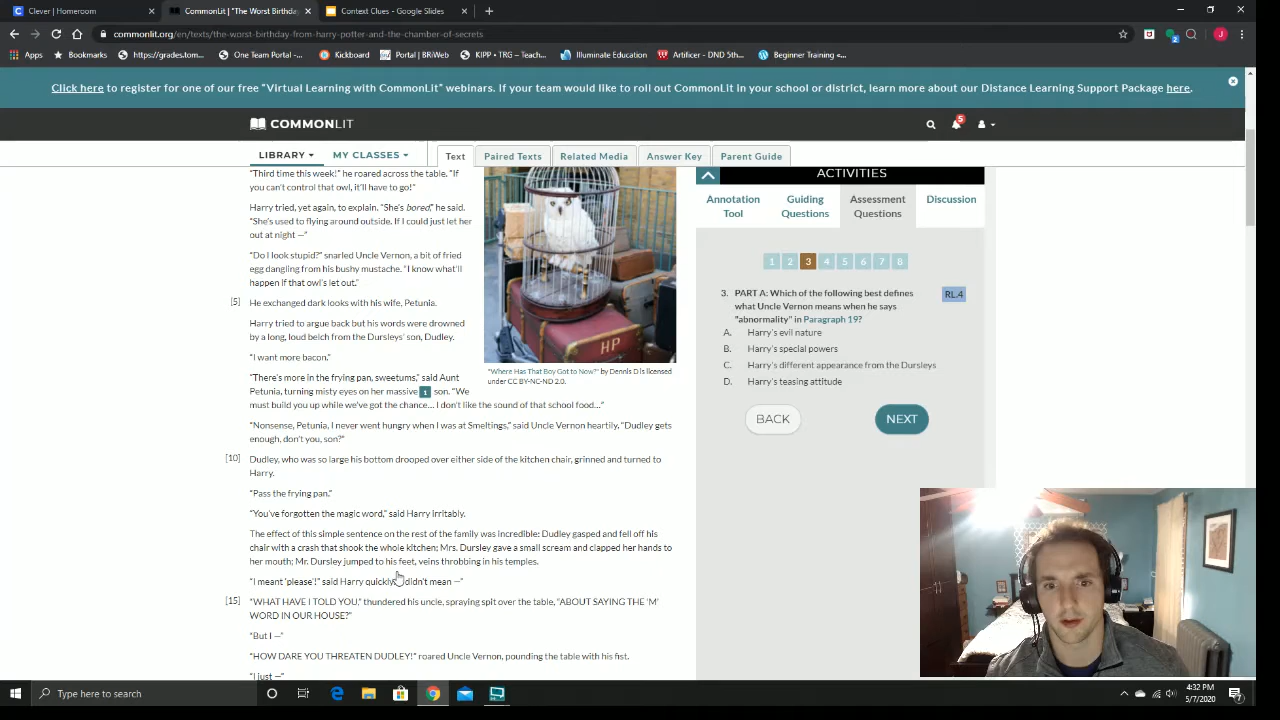 Clever | Homeroom
CommonLit | "The Worst Birthday
Context Clues - Google Slides
commonlit.org/en/texts/the-worst-birthday-from-harry-potter-and-the-chamber-of-secrets
Apps
Bookmarks
https://grades.tom...
One Team Portal -...
Kickboard
Portal | BRiWeb
KIPP • TRG – Teach...
Illuminate Education
Artificer - DND 5th...
Beginner Training <...
Click here to register for one of our free "Virtual Learning with CommonLit" webinars. If your team would like to roll out CommonLit in your school or district, learn more about our Distance Learning Support Package here.
COMMONLIT
5
LIBRARY
MY CLASSES
Text
Paired Texts
Related Media
Answer Key
Parent Guide
"Third time this week!" he roared across the table. "If
you can't control that owl, it'll have to go!"
Harry tried, yet again, to explain. "She's bored," he said.
"She's used to flying around outside. If I could just let her
out at night —"
"Do I look stupid?" snarled Uncle Vernon, a bit of fried
egg dangling from his bushy mustache. "I know what'll
happen if that owl's let out."
[5] He exchanged dark looks with his wife, Petunia.
Harry tried to argue back but his words were drowned
by a long, loud belch from the Dursleys' son, Dudley.
"I want more bacon."
"There's more in the frying pan, sweetums," said Aunt
Petunia, turning misty eyes on her massive 1 son. "We
must build you up while we've got the chance... I don't like the sound of that school food..."
"Nonsense, Petunia, I never went hungry when I was at Smeltings," said Uncle Vernon heartily. "Dudley gets
enough, don't you, son?"
[10] Dudley, who was so large his bottom drooped over either side of the kitchen chair, grinned and turned to
Harry.
"Pass the frying pan."
"You've forgotten the magic word," said Harry irritably.
The effect of this simple sentence on the rest of the family was incredible: Dudley gasped and fell off his
chair with a crash that shook the whole kitchen; Mrs. Dursley gave a small scream and clapped her hands to
her mouth; Mr. Dursley jumped to his feet, veins throbbing in his temples.
"I meant 'please'!" said Harry quickly. didn't mean —"
[15] "WHAT HAVE I TOLD YOU," thundered his uncle, spraying spit over the table, "ABOUT SAYING THE 'M'
WORD IN OUR HOUSE?"
"But I —"
"HOW DARE YOU THREATEN DUDLEY!" roared Uncle Vernon, pounding the table with his fist.
"I just —"
HP
"Where Has That Boy Got to Now?" by Dennis D is licensed
under CC BY-NC-ND 2.0.
ACTIVITIES
Annotation
Tool
Guiding
Questions
Assessment
Questions
Discussion
1 2 3 4 5 6 7 8
3. PART A: Which of the following best defines
what Uncle Vernon means when he says
"abnormality" in Paragraph 19?
RL.4
A. Harry's evil nature
B. Harry's special powers
C. Harry's different appearance from the Dursleys
D. Harry's teasing attitude
BACK
NEXT
Type here to search
4:32 PM
5/7/2020